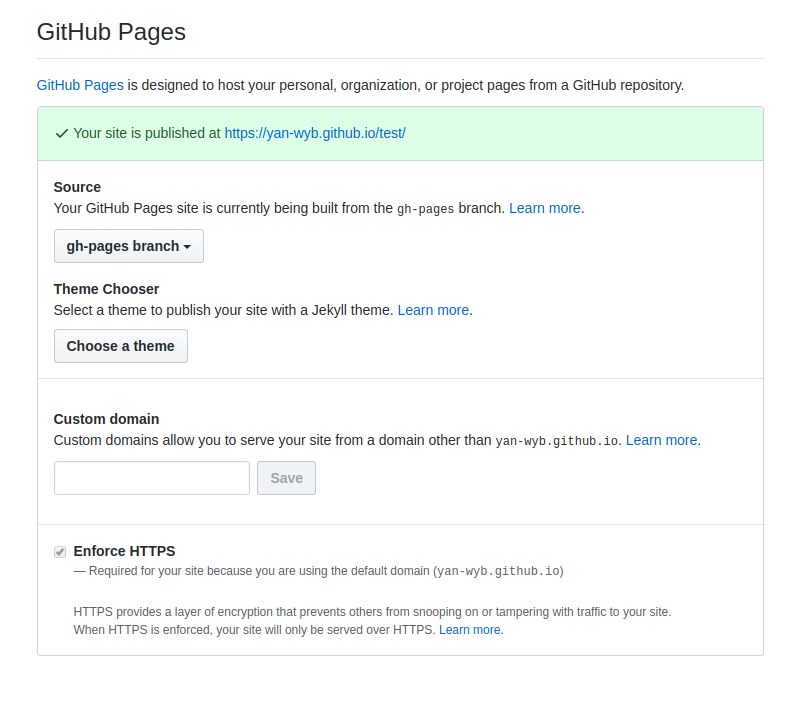 GitHub Pages
GitHub Pages is designed to host your personal, organization, or project pages from a GitHub repository.
Your site is published at https://yan-wyb.github.io/test/
Source
Your GitHub Pages site is currently being built from the gh-pages branch. Learn more.
gh-pages branch
Theme Chooser
Select a theme to publish your site with a Jekyll theme. Learn more.
Choose a theme
Custom domain
Custom domains allow you to serve your site from a domain other than yan-wyb.github.io. Learn more.
Save
Enforce HTTPS
— Required for your site because you are using the default domain (yan-wyb.github.io)
HTTPS provides a layer of encryption that prevents others from snooping on or tampering with traffic to your site.
When HTTPS is enforced, your site will only be served over HTTPS. Learn more.